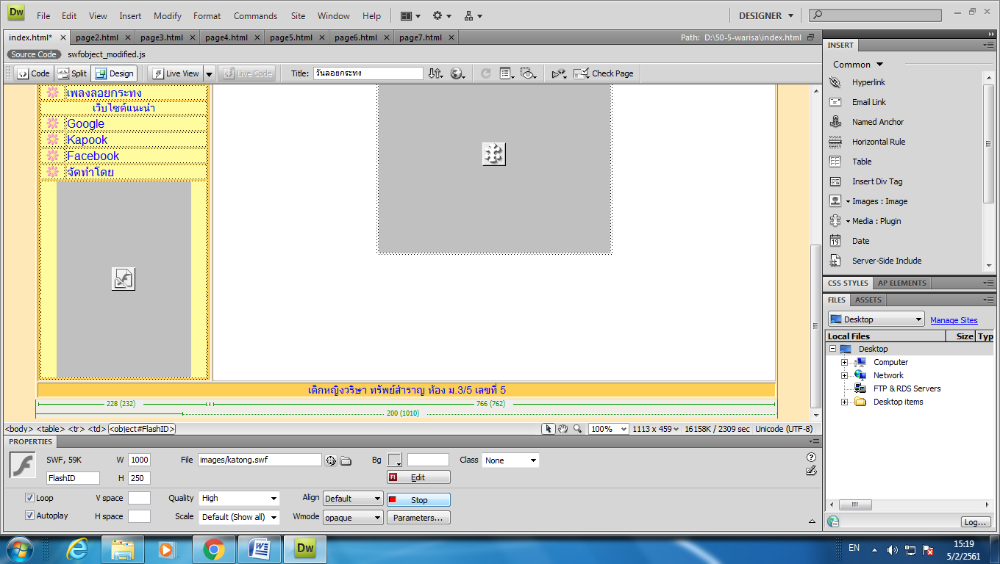 Dw File Edit View Insert Modify Format Commands Site Window Help DESIGNER
index.html* page2.html page3.html page4.html page5.html page6.html page7.html Path: D:\50-5-warisa\index.html
Source Code swfobject_modified.js
Code Split Design Live View Live Code Title: วันลอยกระทง Check Page
เพลงลอยกระทง
เว็บไซต์แนะนำ
Google
Kapook
Facebook
จัดทำโดย
เด็กหญิงวริษา ทรัพย์สำราญ ห้อง ม.3/5 เลขที่ 5
228 (232) 766 (762)
200 (1010)
<body> <table> <tr> <td> <object#FlashID> 100% 1113 x 459 16158K / 2309 sec Unicode (UTF-8)
PROPERTIES
SWF, 59K W 1000 File images/katong.swf Bg Class None
FlashID H 250 Edit
Loop V space Quality High Align Default Stop
Autoplay H space Scale Default (Show all) Wmode opaque Parameters...
INSERT
Common
Hyperlink
Email Link
Named Anchor
Horizontal Rule
Table
Insert Div Tag
Images : Image
Media : Plugin
Date
Server-Side Include
CSS STYLES AP ELEMENTS
FILES ASSETS
Desktop Manage Sites
Local Files Size Typ
Desktop
Computer
Network
FTP & RDS Servers
Desktop items
Log...
Dw EN 15:19
5/2/2561